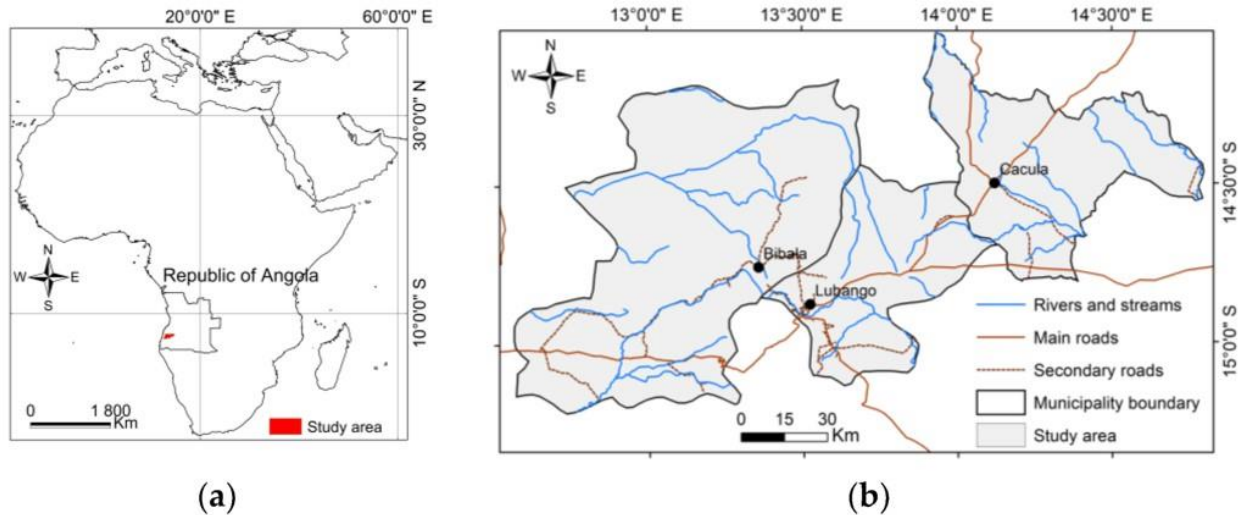 20°0'0" E
60°0'0" E
N
W
E
S
30°0'0" N
10°0'0" S
Republic of Angola
0
1 800
Km
Study area
(a)
13°0'0" E
13°30'0" E
14°0'0" E
14°30'0" E
N
W
E
S
14°30'0" S
15°0'0" S
Cacula
Bibala
Lubango
Rivers and streams
Main roads
Secondary roads
Municipality boundary
Study area
0
15
30
Km
(b)